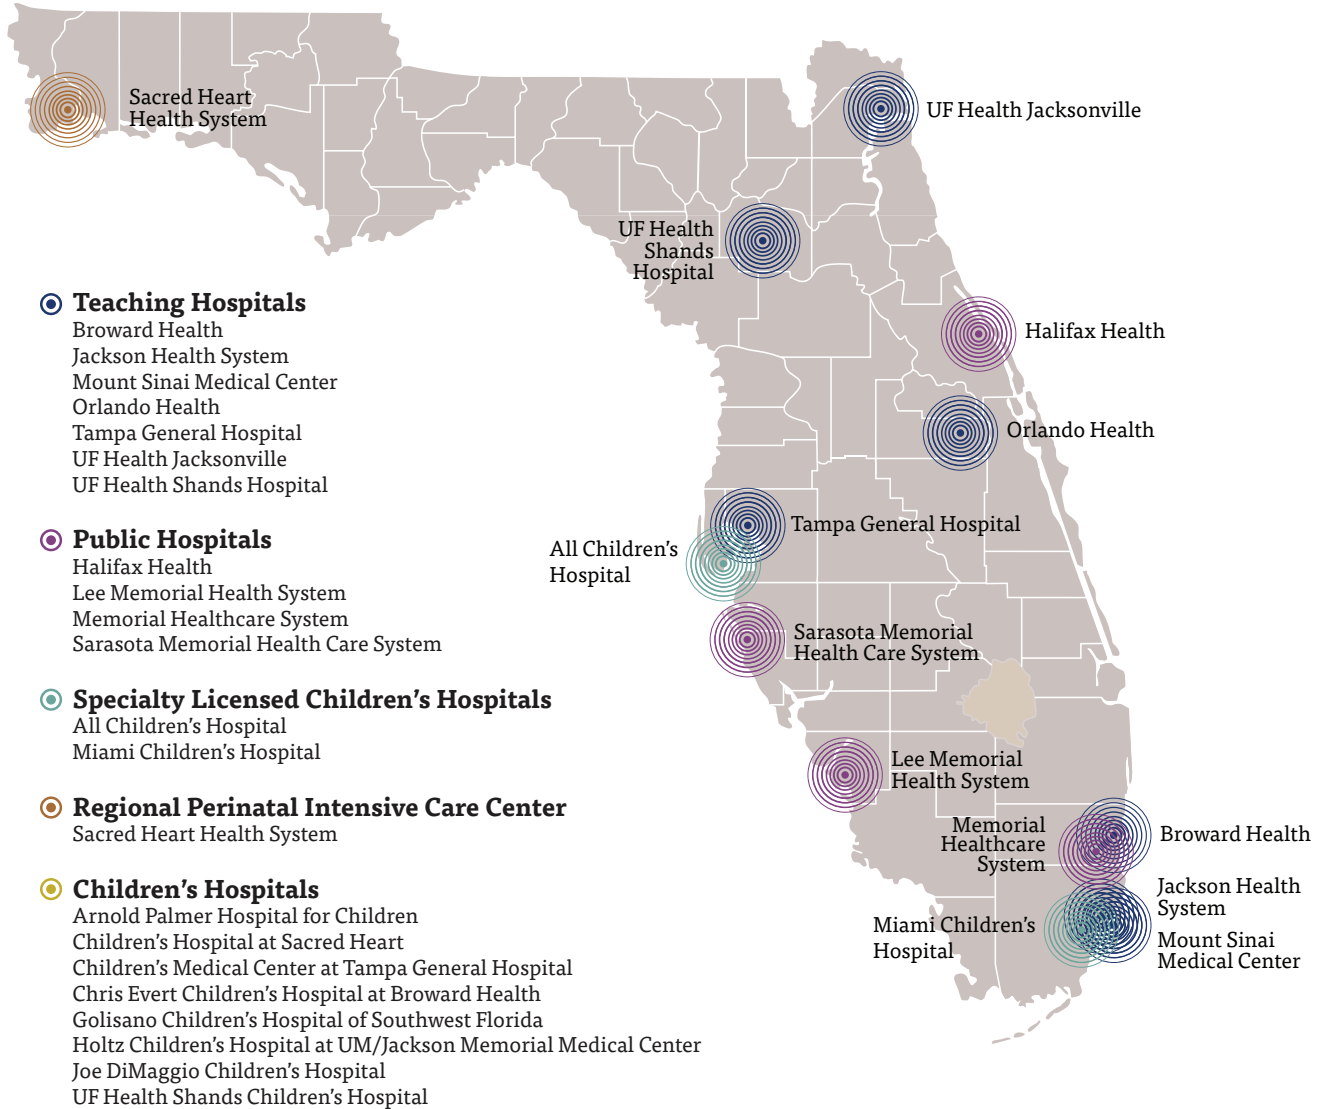 Sacred Heart
Health System
UF Health Jacksonville
UF Health
Shands
Hospital
Halifax Health
Orlando Health
Tampa General Hospital
All Children’s
Hospital
Sarasota Memorial
Health Care System
Lee Memorial
Health System
Memorial
Healthcare
System
Broward Health
Jackson Health
System
Miami Children’s
Hospital
Mount Sinai
Medical Center
Teaching Hospitals
Broward Health
Jackson Health System
Mount Sinai Medical Center
Orlando Health
Tampa General Hospital
UF Health Jacksonville
UF Health Shands Hospital
Public Hospitals
Halifax Health
Lee Memorial Health System
Memorial Healthcare System
Sarasota Memorial Health Care System
Specialty Licensed Children’s Hospitals
All Children’s Hospital
Miami Children’s Hospital
Regional Perinatal Intensive Care Center
Sacred Heart Health System
Children’s Hospitals
Arnold Palmer Hospital for Children
Children’s Hospital at Sacred Heart
Children’s Medical Center at Tampa General Hospital
Chris Evert Children’s Hospital at Broward Health
Golisano Children’s Hospital of Southwest Florida
Holtz Children’s Hospital at UM/Jackson Memorial Medical Center
Joe DiMaggio Children’s Hospital
UF Health Shands Children’s Hospital